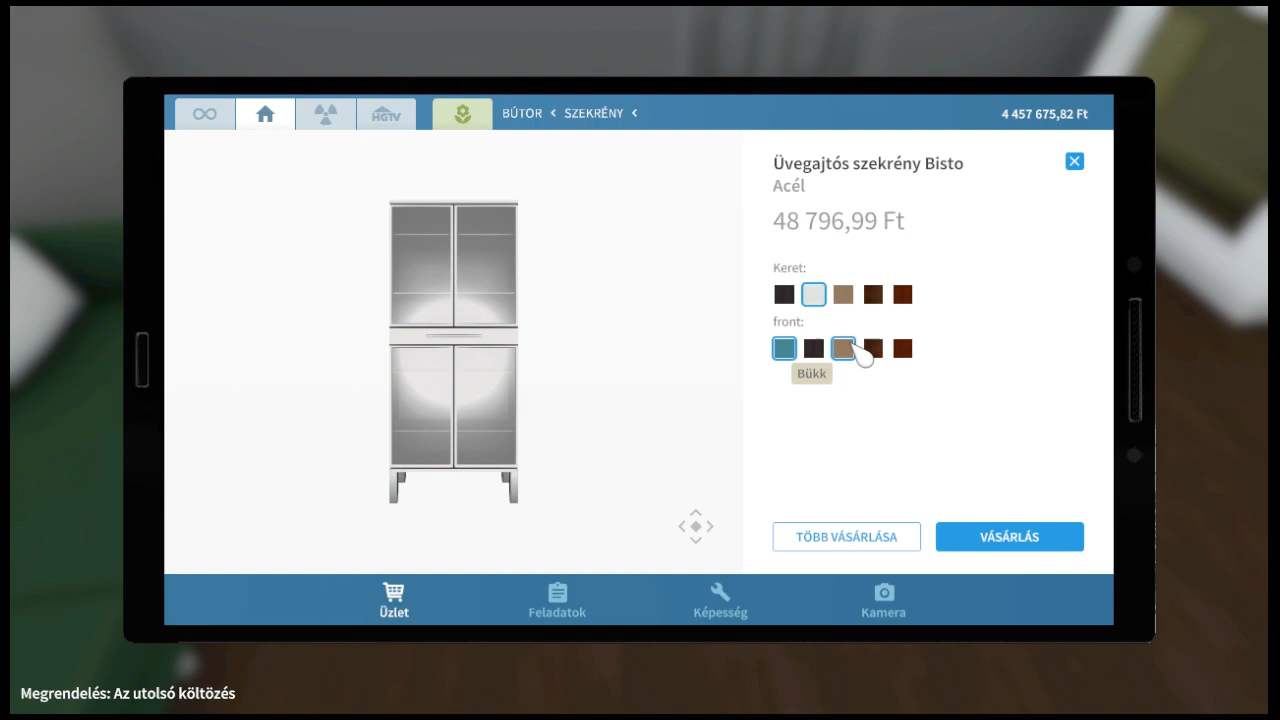 HGTV
BÚTOR < SZEKRÉNY <
4 457 675,82 Ft
Üvegajtós szekrény Bisto
Acél
48 796,99 Ft
Keret:
front:
Bükk
TÖBB VÁSÁRLÁSA
VÁSÁRLÁS
Üzlet
Feladatok
Képesség
Kamera
Megrendelés: Az utolsó költözés